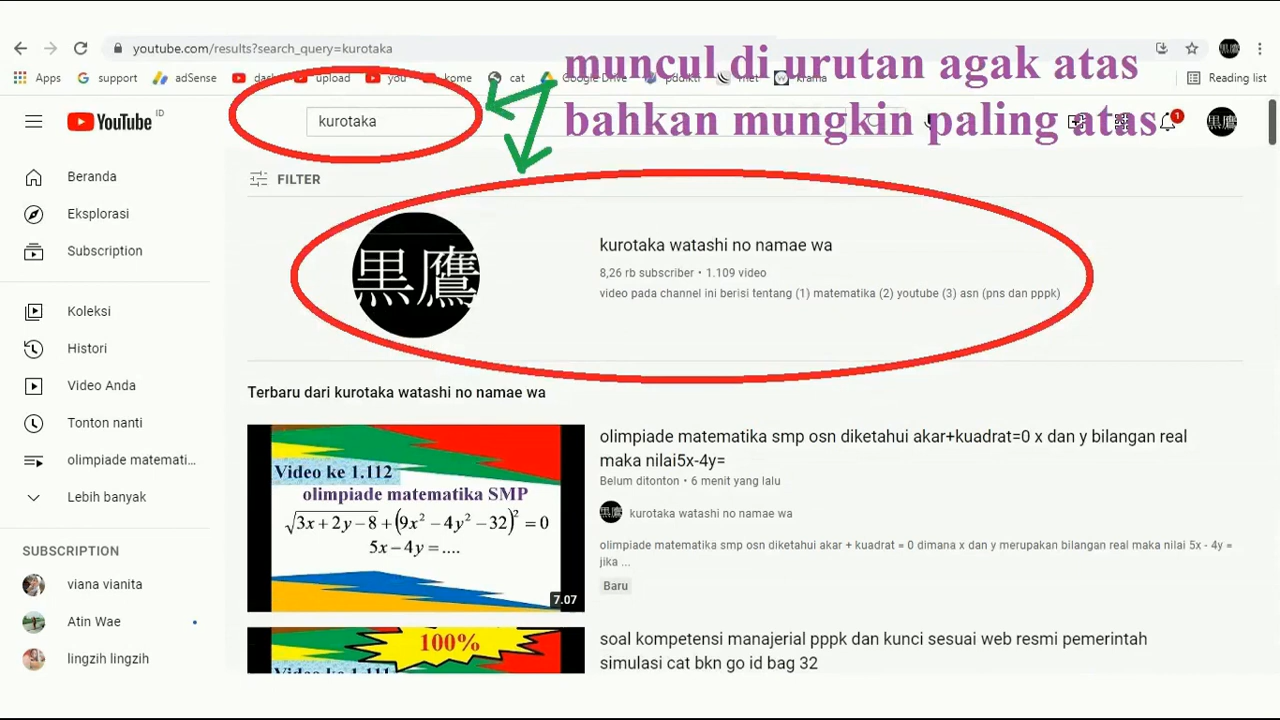 youtube.com/results?search_query=kurotaka
Apps
support
adSense
upload
you
kome
cat
Google Drive
Reading list
muncul di urutan agak atas
bahkan mungkin paling atas
YouTube ID
kurotaka
1
黒鷹
FILTER
Beranda
Eksplorasi
Subscription
Koleksi
Histori
Video Anda
Tonton nanti
olimpiade matemati...
Lebih banyak
SUBSCRIPTION
viana vianita
Atin Wae
lingzih lingzih
黒鷹
kurotaka watashi no namae wa
8,26 rb subscriber • 1.109 video
video pada channel ini berisi tentang (1) matematika (2) youtube (3) asn (pns dan pppk)
Terbaru dari kurotaka watashi no namae wa
Video ke 1.112
olimpiade matematika SMP
√3x+2y−8+(9x²−4y²−32)²=0
5x−4y=....
7.07
olimpiade matematika smp osn diketahui akar+kuadrat=0 x dan y bilangan real
maka nilai5x-4y=
Belum ditonton • 6 menit yang lalu
kurotaka watashi no namae wa
olimpiade matematika smp osn diketahui akar + kuadrat = 0 dimana x dan y merupakan bilangan real maka nilai 5x - 4y =
jika ...
Baru
100%
Video ke 1.111
soal kompetensi manajerial pppk dan kunci sesuai web resmi pemerintah
simulasi cat bkn go id bag 32